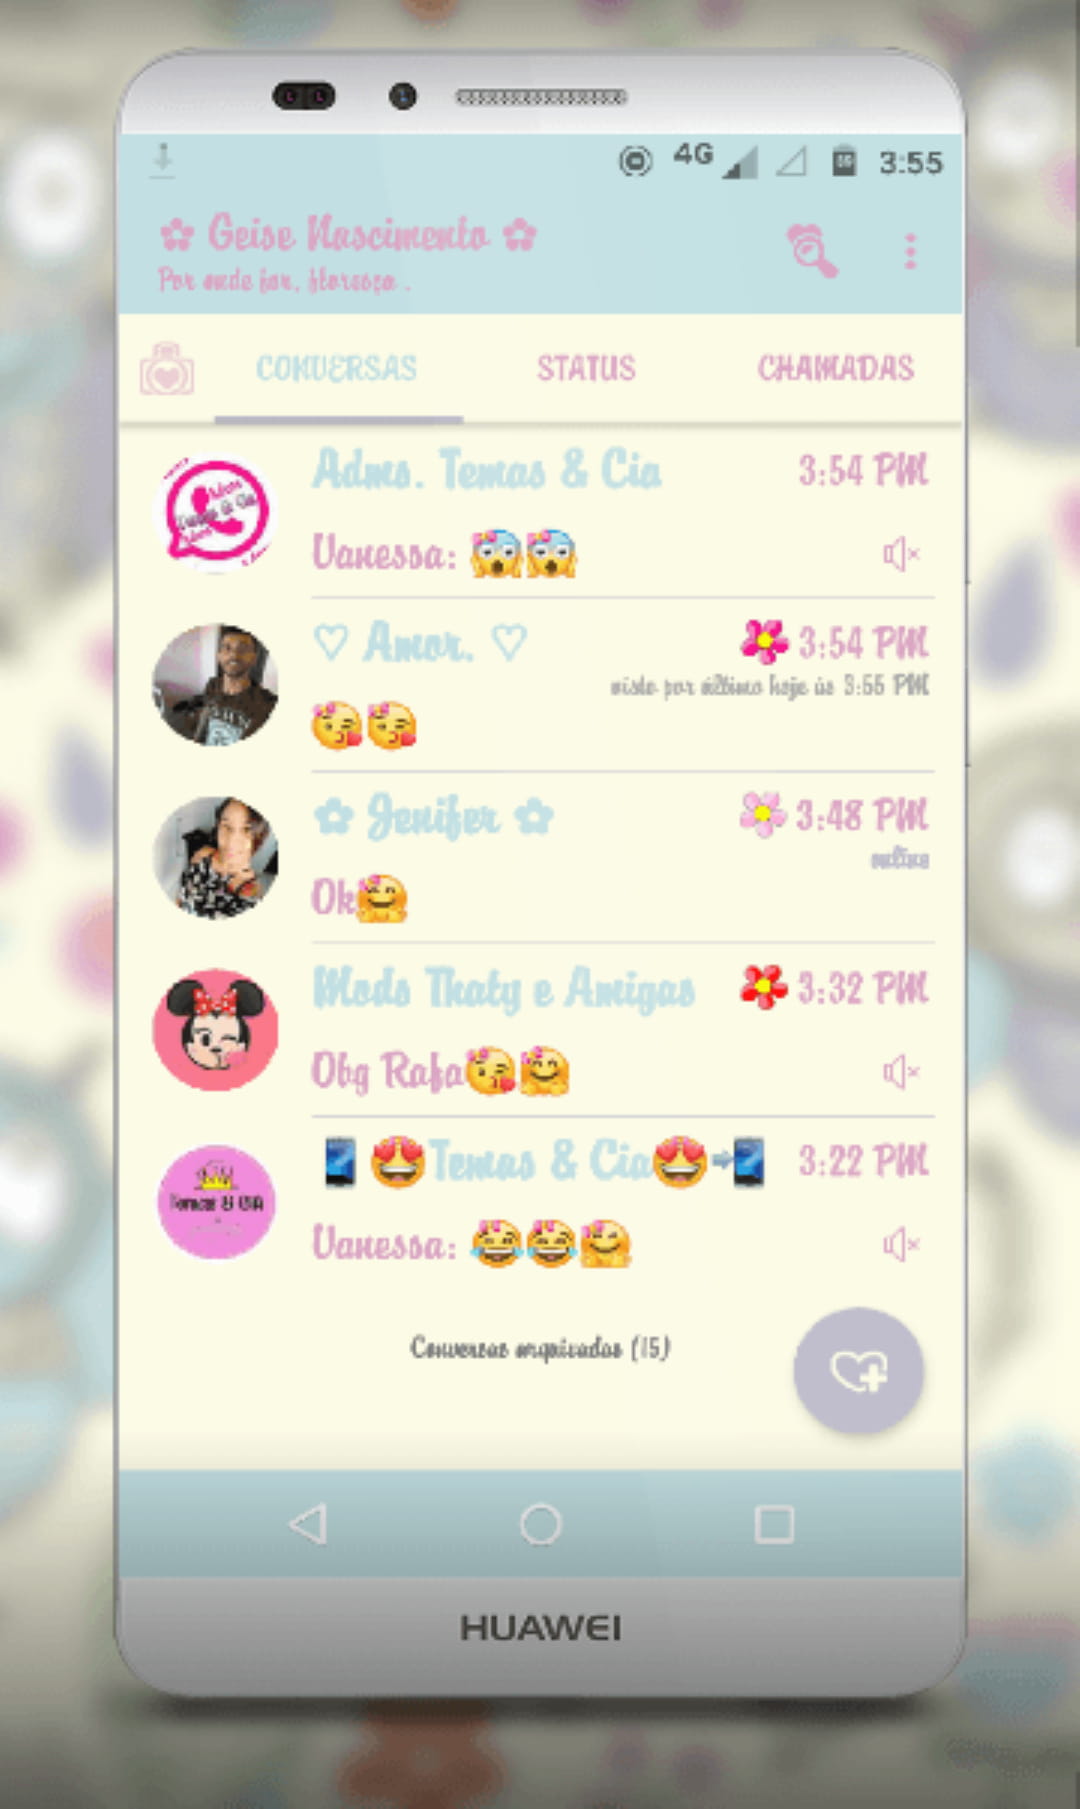 4G 3:55
✿ Geise Nascimento ✿
Por onde for, floresça .
CONVERSAS STATUS CHAMADAS
Adms. Temas & Cia 3:54 PM
Vanessa: 😱😱
♡ Amor. ♡ 3:54 PM
visto por último hoje às 3:55 PM
😘😘
✿ Jenifer ✿ 3:48 PM
online
Ok🤗
Mods Thaty e Amigas 3:32 PM
Obg Rafa😘🤗
📱😍Temas & Cia😍📲 3:22 PM
Temas & CIA
Vanessa: 😂😂🤗
Conversas arquivadas (15)
HUAWEI